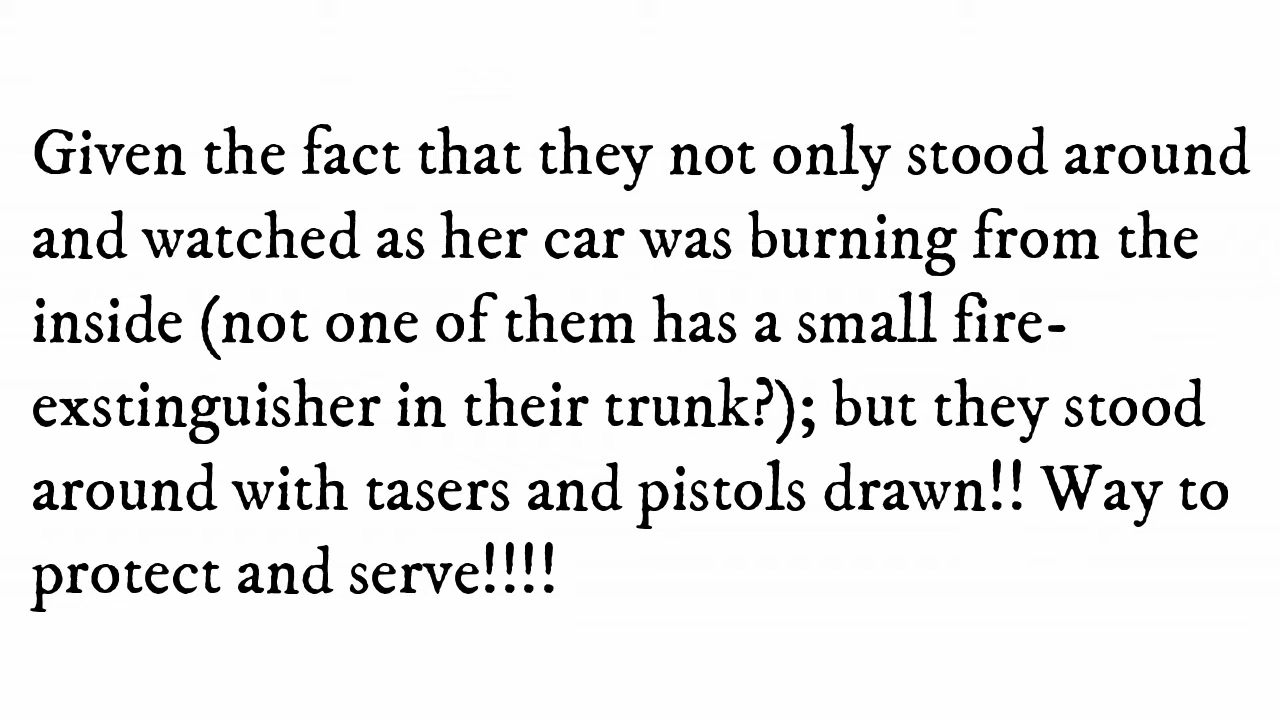 Given the fact that they not only stood around
and watched as her car was burning from the
inside (not one of them has a small fire-
exstinguisher in their trunk?); but they stood
around with tasers and pistols drawn!! Way to
protect and serve!!!!